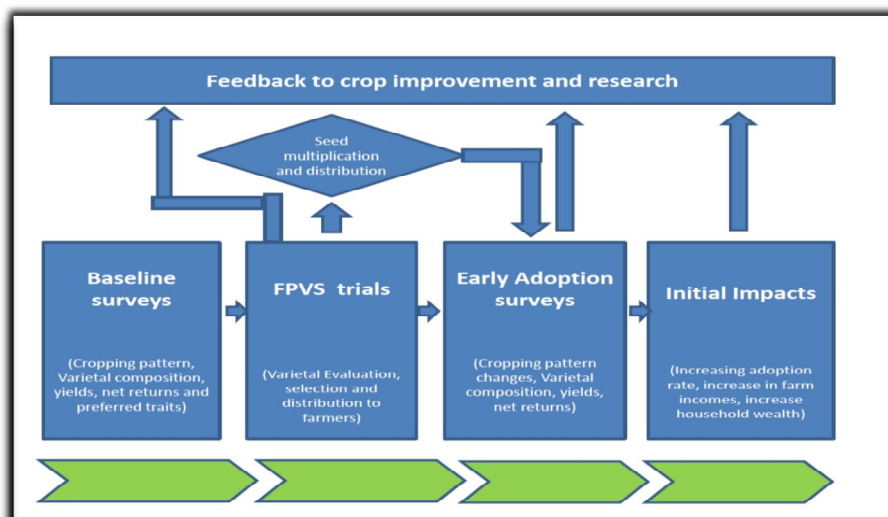 Feedback to crop improvement and research
Seed
multiplication
and distribution
Baseline
surveys
(Cropping pattern,
Varietal composition,
yields, net returns and
preferred traits)
FPVS trials
(Varietal Evaluation,
selection and
distribution to
farmers)
Early Adoption
surveys
(Cropping pattern
changes, Varietal
composition, yields,
net returns)
Initial Impacts
(Increasing adoption
rate, increase in farm
incomes, increase
household wealth)